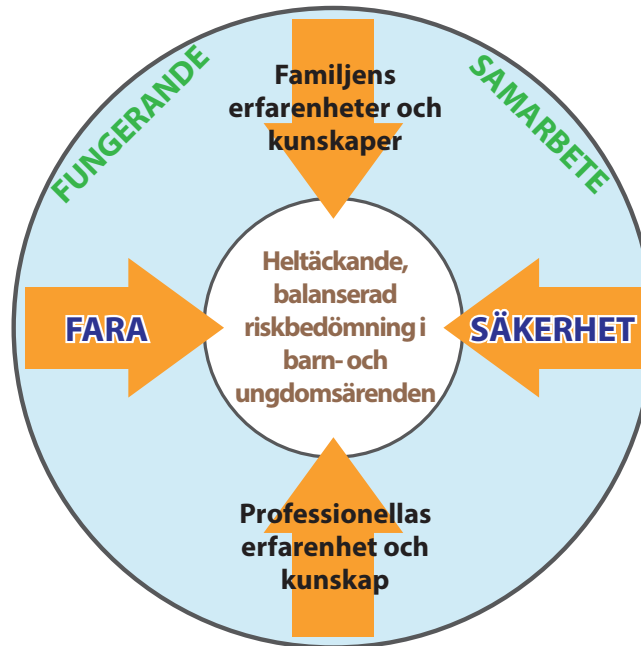 FUNGERANDE
SAMARBETE
Familjens
erfarenheter och
kunskaper
FARA
Heltäckande,
balanserad
riskbedömning i
barn- och
ungdomsärenden
SÄKERHET
Professionellas
erfarenhet och
kunskap